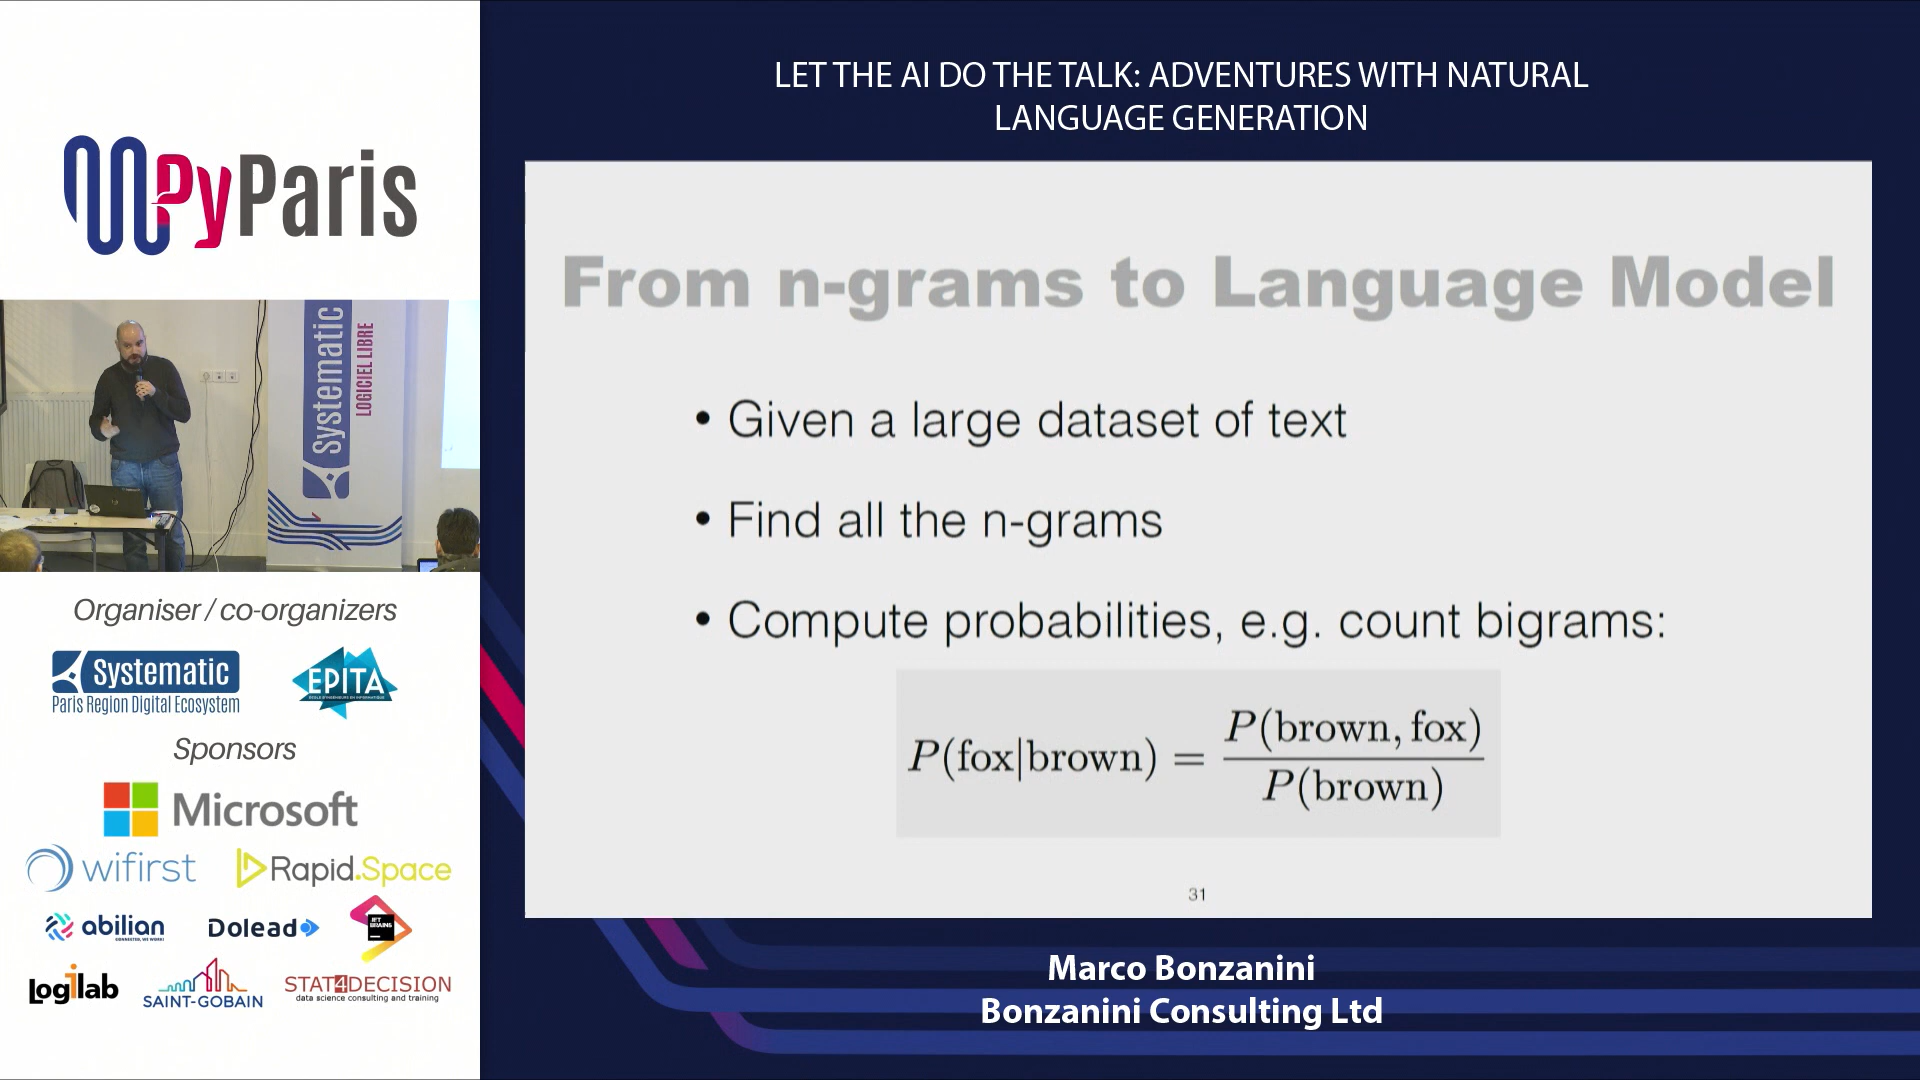 PyParis
Systematic
LOGICIEL LIBRE
Organiser / co-organizers
Systematic
Paris Region Digital Ecosystem
EPITA
Sponsors
Microsoft
wifirst
Rapid.Space
abilian
CONNECTED, WE WORK!
Dolead
JET
BRAINS
Logilab
SAINT-GOBAIN
STAT4DECISION
data science consulting and training
LET THE AI DO THE TALK: ADVENTURES WITH NATURAL
LANGUAGE GENERATION
From n-grams to Language Model
• Given a large dataset of text
• Find all the n-grams
• Compute probabilities, e.g. count bigrams:
P(fox|brown) = P(brown, fox) / P(brown)
31
Marco Bonzanini
Bonzanini Consulting Ltd